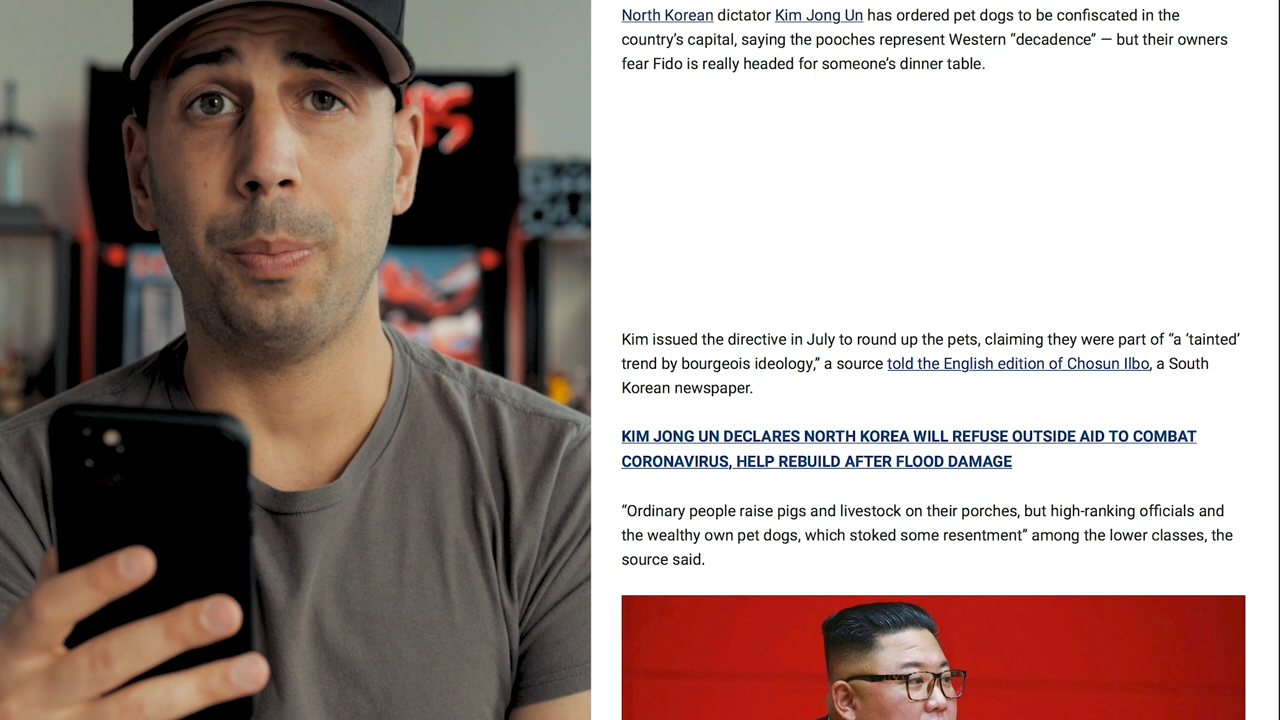 North Korean dictator Kim Jong Un has ordered pet dogs to be confiscated in the
country’s capital, saying the pooches represent Western “decadence” — but their owners
fear Fido is really headed for someone’s dinner table.
Kim issued the directive in July to round up the pets, claiming they were part of “a ‘tainted’
trend by bourgeois ideology,” a source told the English edition of Chosun Ilbo, a South
Korean newspaper.
KIM JONG UN DECLARES NORTH KOREA WILL REFUSE OUTSIDE AID TO COMBAT
CORONAVIRUS, HELP REBUILD AFTER FLOOD DAMAGE
“Ordinary people raise pigs and livestock on their porches, but high-ranking officials and
the wealthy own pet dogs, which stoked some resentment” among the lower classes, the
source said.